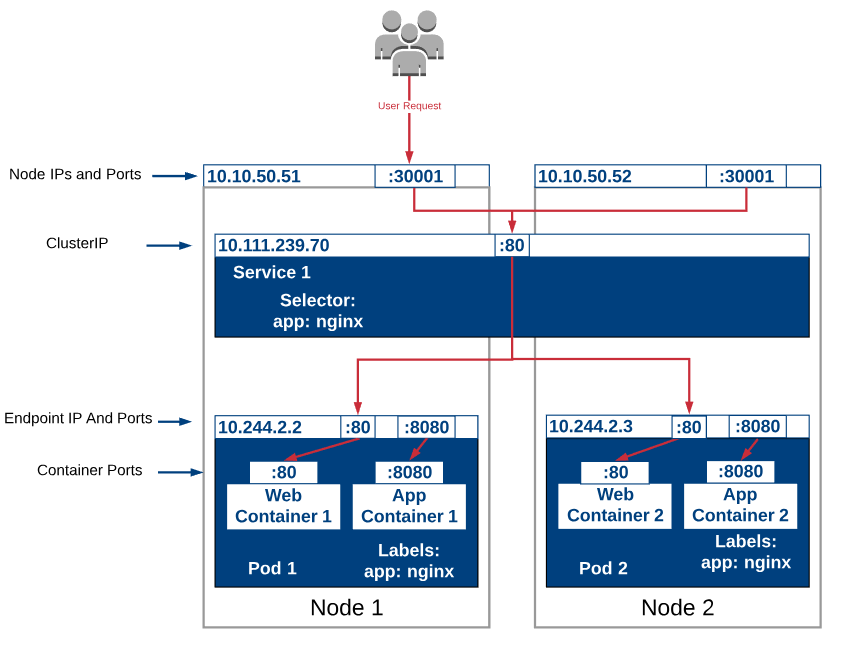 User Request
Node IPs and Ports
10.10.50.51
:30001
10.10.50.52
:30001
ClusterIP
10.111.239.70
:80
Service 1
Selector:
app: nginx
Endpoint IP And Ports
10.244.2.2
:80
:8080
10.244.2.3
:80
:8080
Container Ports
:80
:8080
:80
:8080
Web
Container 1
App
Container 1
Web
Container 2
App
Container 2
Labels:
app: nginx
Pod 1
Labels:
app: nginx
Pod 2
Node 1
Node 2